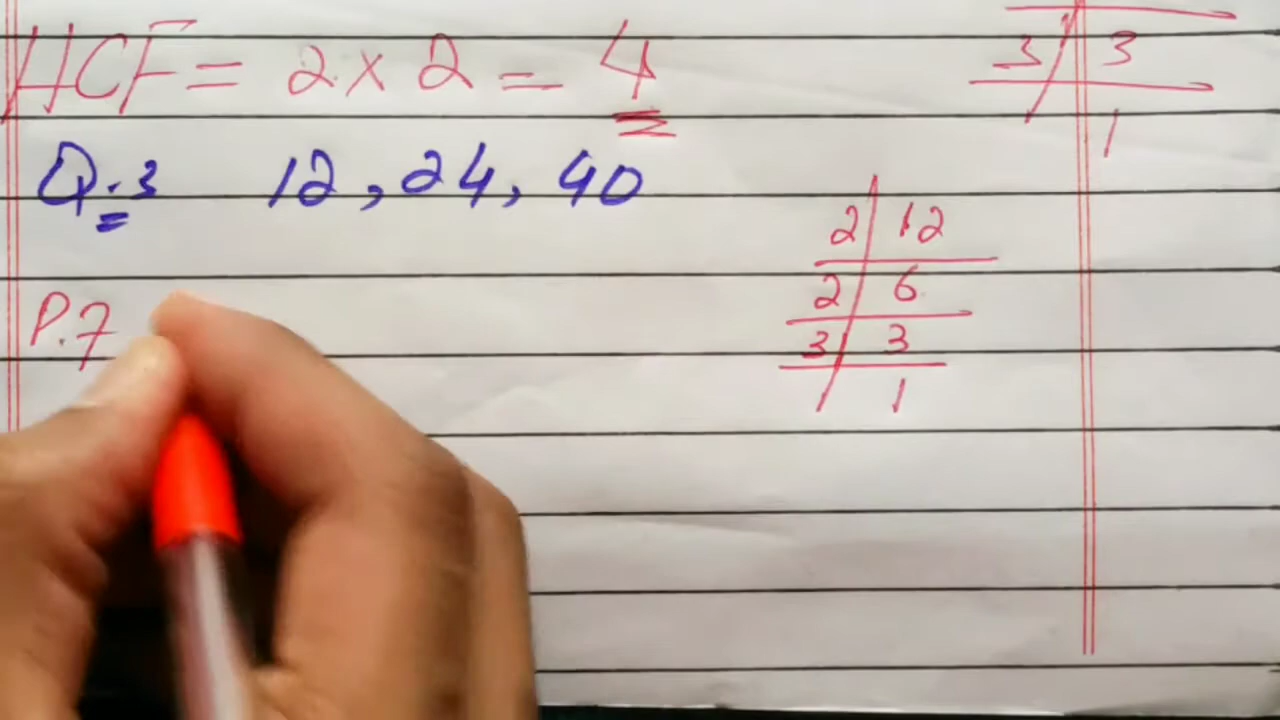 HCF = 2 × 2 = 4
3 | 3
1
Q.3 12, 24, 40
2 | 12
2 | 6
3 | 3
1
P.7